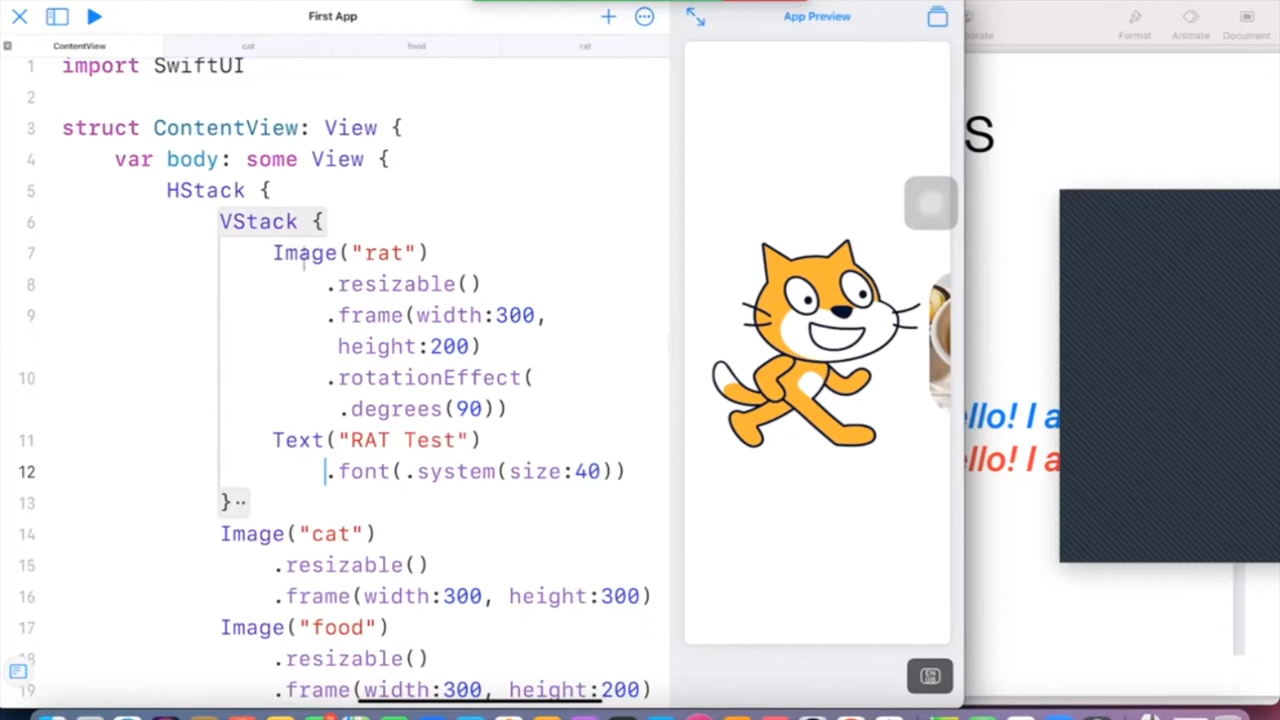 First App
App Preview
Format
Animate
Document
ContentView
cat
food
rat
1 import SwiftUI
2
3 struct ContentView: View {
4 var body: some View {
5 HStack {
6 VStack {
7 Image("rat")
8 .resizable()
9 .frame(width:300,
height:200)
10 .rotationEffect(
.degrees(90))
11 Text("RAT Test")
12 .font(.system(size:40))
13 }
14 Image("cat")
15 .resizable()
16 .frame(width:300, height:300)
17 Image("food")
18 .resizable()
19 .frame(width:300, height:200)
S
llo! I a
llo! I a
EN